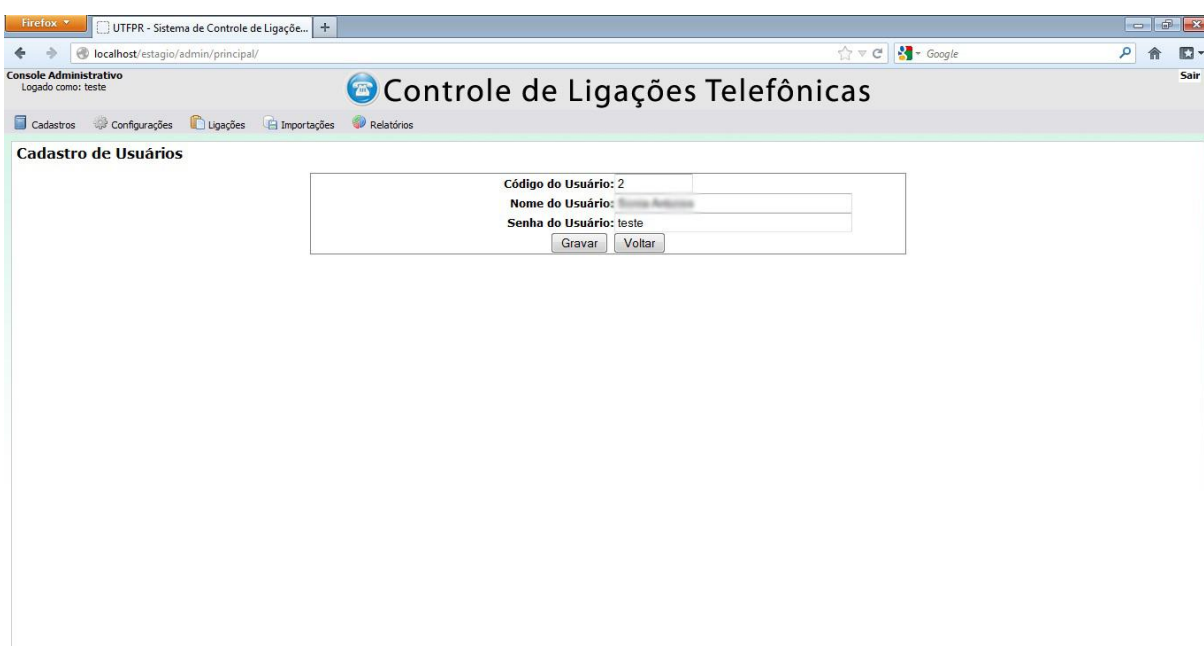 Firefox
UTFPR - Sistema de Controle de Ligaçõe...
localhost/estagio/admin/principal/
Google
Console Administrativo
Logado como: teste
Controle de Ligações Telefônicas
Sair
Cadastros Configurações Ligações Importações Relatórios
Cadastro de Usuários
Código do Usuário: 2
Nome do Usuário:
Senha do Usuário: teste
Gravar Voltar